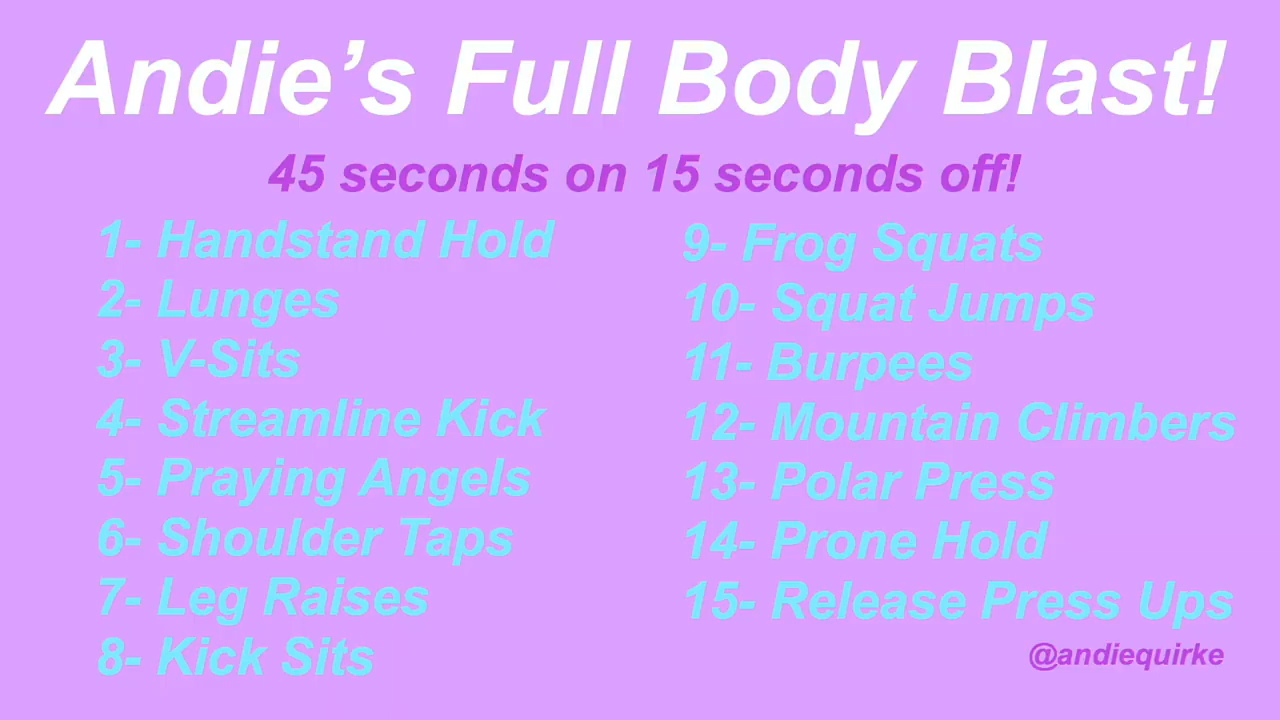 Andie’s Full Body Blast!
45 seconds on 15 seconds off!
1- Handstand Hold
2- Lunges
3- V-Sits
4- Streamline Kick
5- Praying Angels
6- Shoulder Taps
7- Leg Raises
8- Kick Sits
9- Frog Squats
10- Squat Jumps
11- Burpees
12- Mountain Climbers
13- Polar Press
14- Prone Hold
15- Release Press Ups
@andiequirke